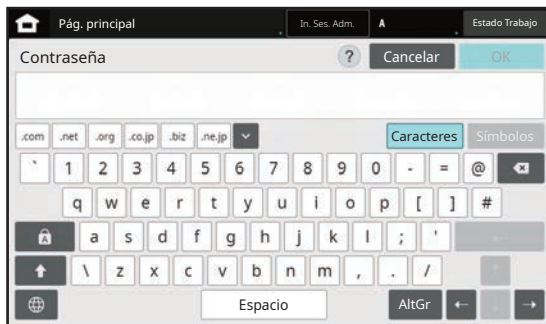 Pág. principal In. Ses. Adm. A Estado Trabajo
Contraseña ? Cancelar OK
.com .net .org .co.jp .biz .ne.jp Caracteres Símbolos
` 1 2 3 4 5 6 7 8 9 0 - = @
q w e r t y u i o p [ ] #
A a s d f g h j k l ; '
\ z x c v b n m , . /
Espacio AltGr